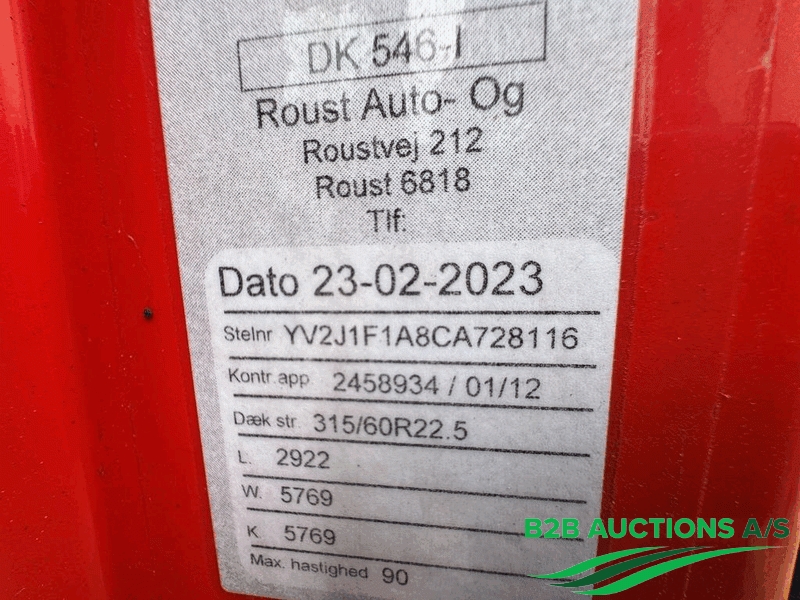 DK 546-I
Roust Auto- Og
Roustvej 212
Roust 6818
Tlf:
Dato 23-02-2023
Stelnr YV2J1F1A8CA728116
Kontr.app 2458934 / 01/12
Dæk str. 315/60R22.5
L. 2922
W. 5769
K. 5769
Max. hastighed 90
B2B AUCTIONS A/S